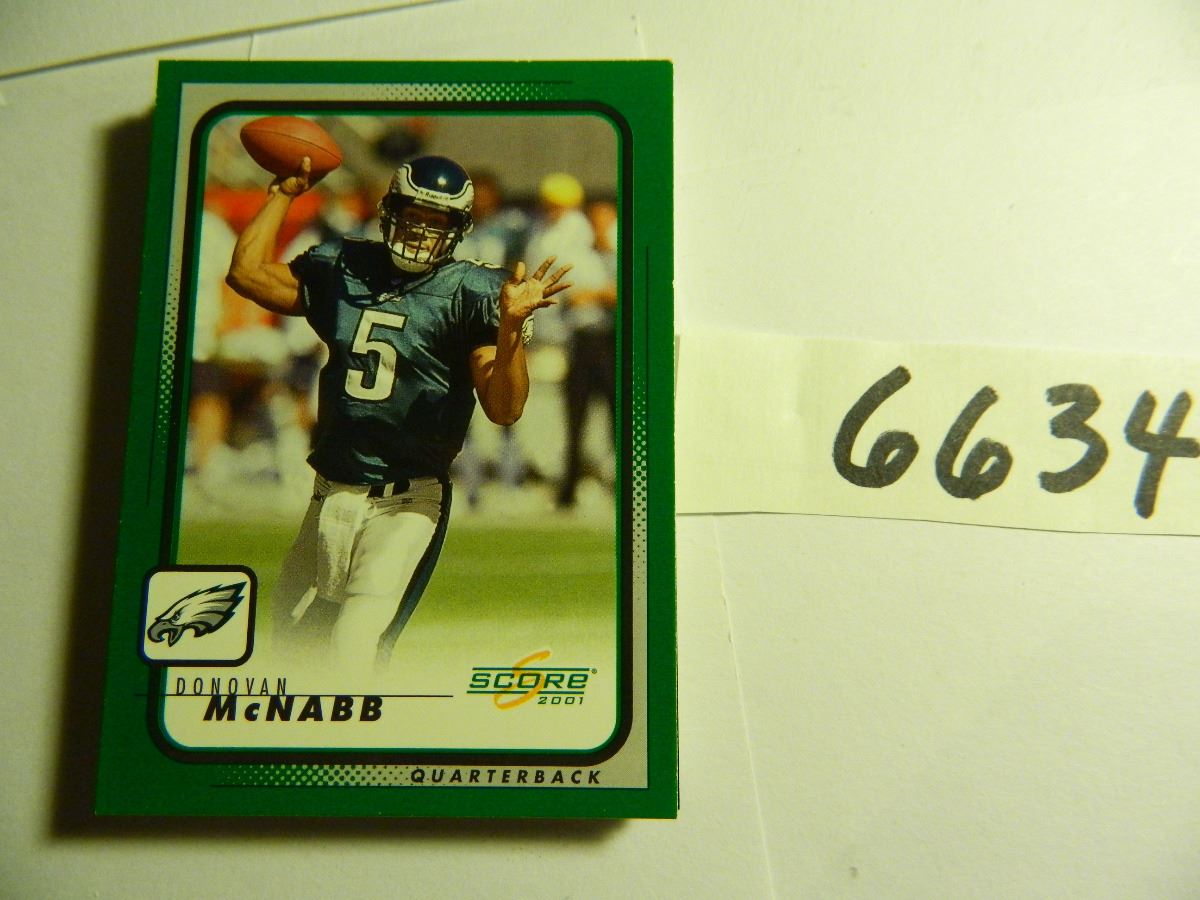 5
DONOVAN
McNABB
SCORE®
2001
QUARTERBACK
6634